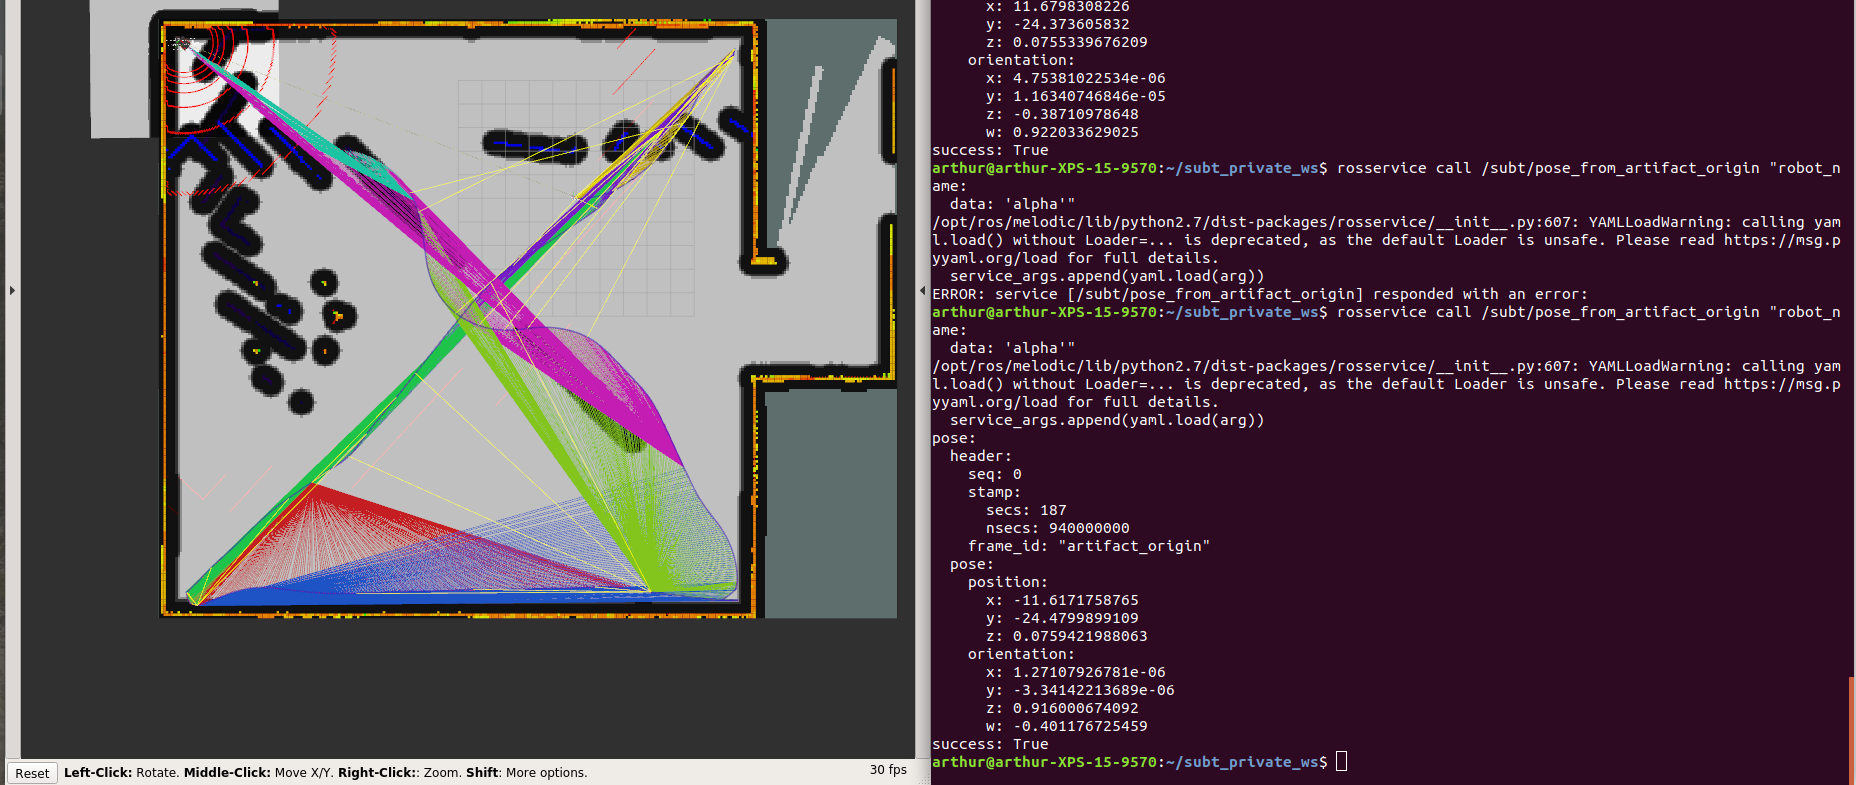 Reset
Left-Click: Rotate. Middle-Click: Move X/Y. Right-Click:: Zoom. Shift: More options.
30 fps
x: 11.6798308226
y: -24.373605832
z: 0.0755339676209
orientation:
x: 4.75381022534e-06
y: 1.16340746846e-05
z: -0.38710978648
w: 0.922033629025
success: True
arthur@arthur-XPS-15-9570:~/subt_private_ws$ rosservice call /subt/pose_from_artifact_origin "robot_n
ame:
data: 'alpha'"
/opt/ros/melodic/lib/python2.7/dist-packages/rosservice/__init__.py:607: YAMLLoadWarning: calling yam
l.load() without Loader=... is deprecated, as the default Loader is unsafe. Please read https://msg.p
yyaml.org/load for full details.
service_args.append(yaml.load(arg))
ERROR: service [/subt/pose_from_artifact_origin] responded with an error:
arthur@arthur-XPS-15-9570:~/subt_private_ws$ rosservice call /subt/pose_from_artifact_origin "robot_n
ame:
data: 'alpha'"
/opt/ros/melodic/lib/python2.7/dist-packages/rosservice/__init__.py:607: YAMLLoadWarning: calling yam
l.load() without Loader=... is deprecated, as the default Loader is unsafe. Please read https://msg.p
yyaml.org/load for full details.
service_args.append(yaml.load(arg))
pose:
header:
seq: 0
stamp:
secs: 187
nsecs: 940000000
frame_id: "artifact_origin"
pose:
position:
x: -11.6171758765
y: -24.4799899109
z: 0.0759421988063
orientation:
x: 1.27107926781e-06
y: -3.34142213689e-06
z: 0.916000674092
w: -0.401176725459
success: True
arthur@arthur-XPS-15-9570:~/subt_private_ws$